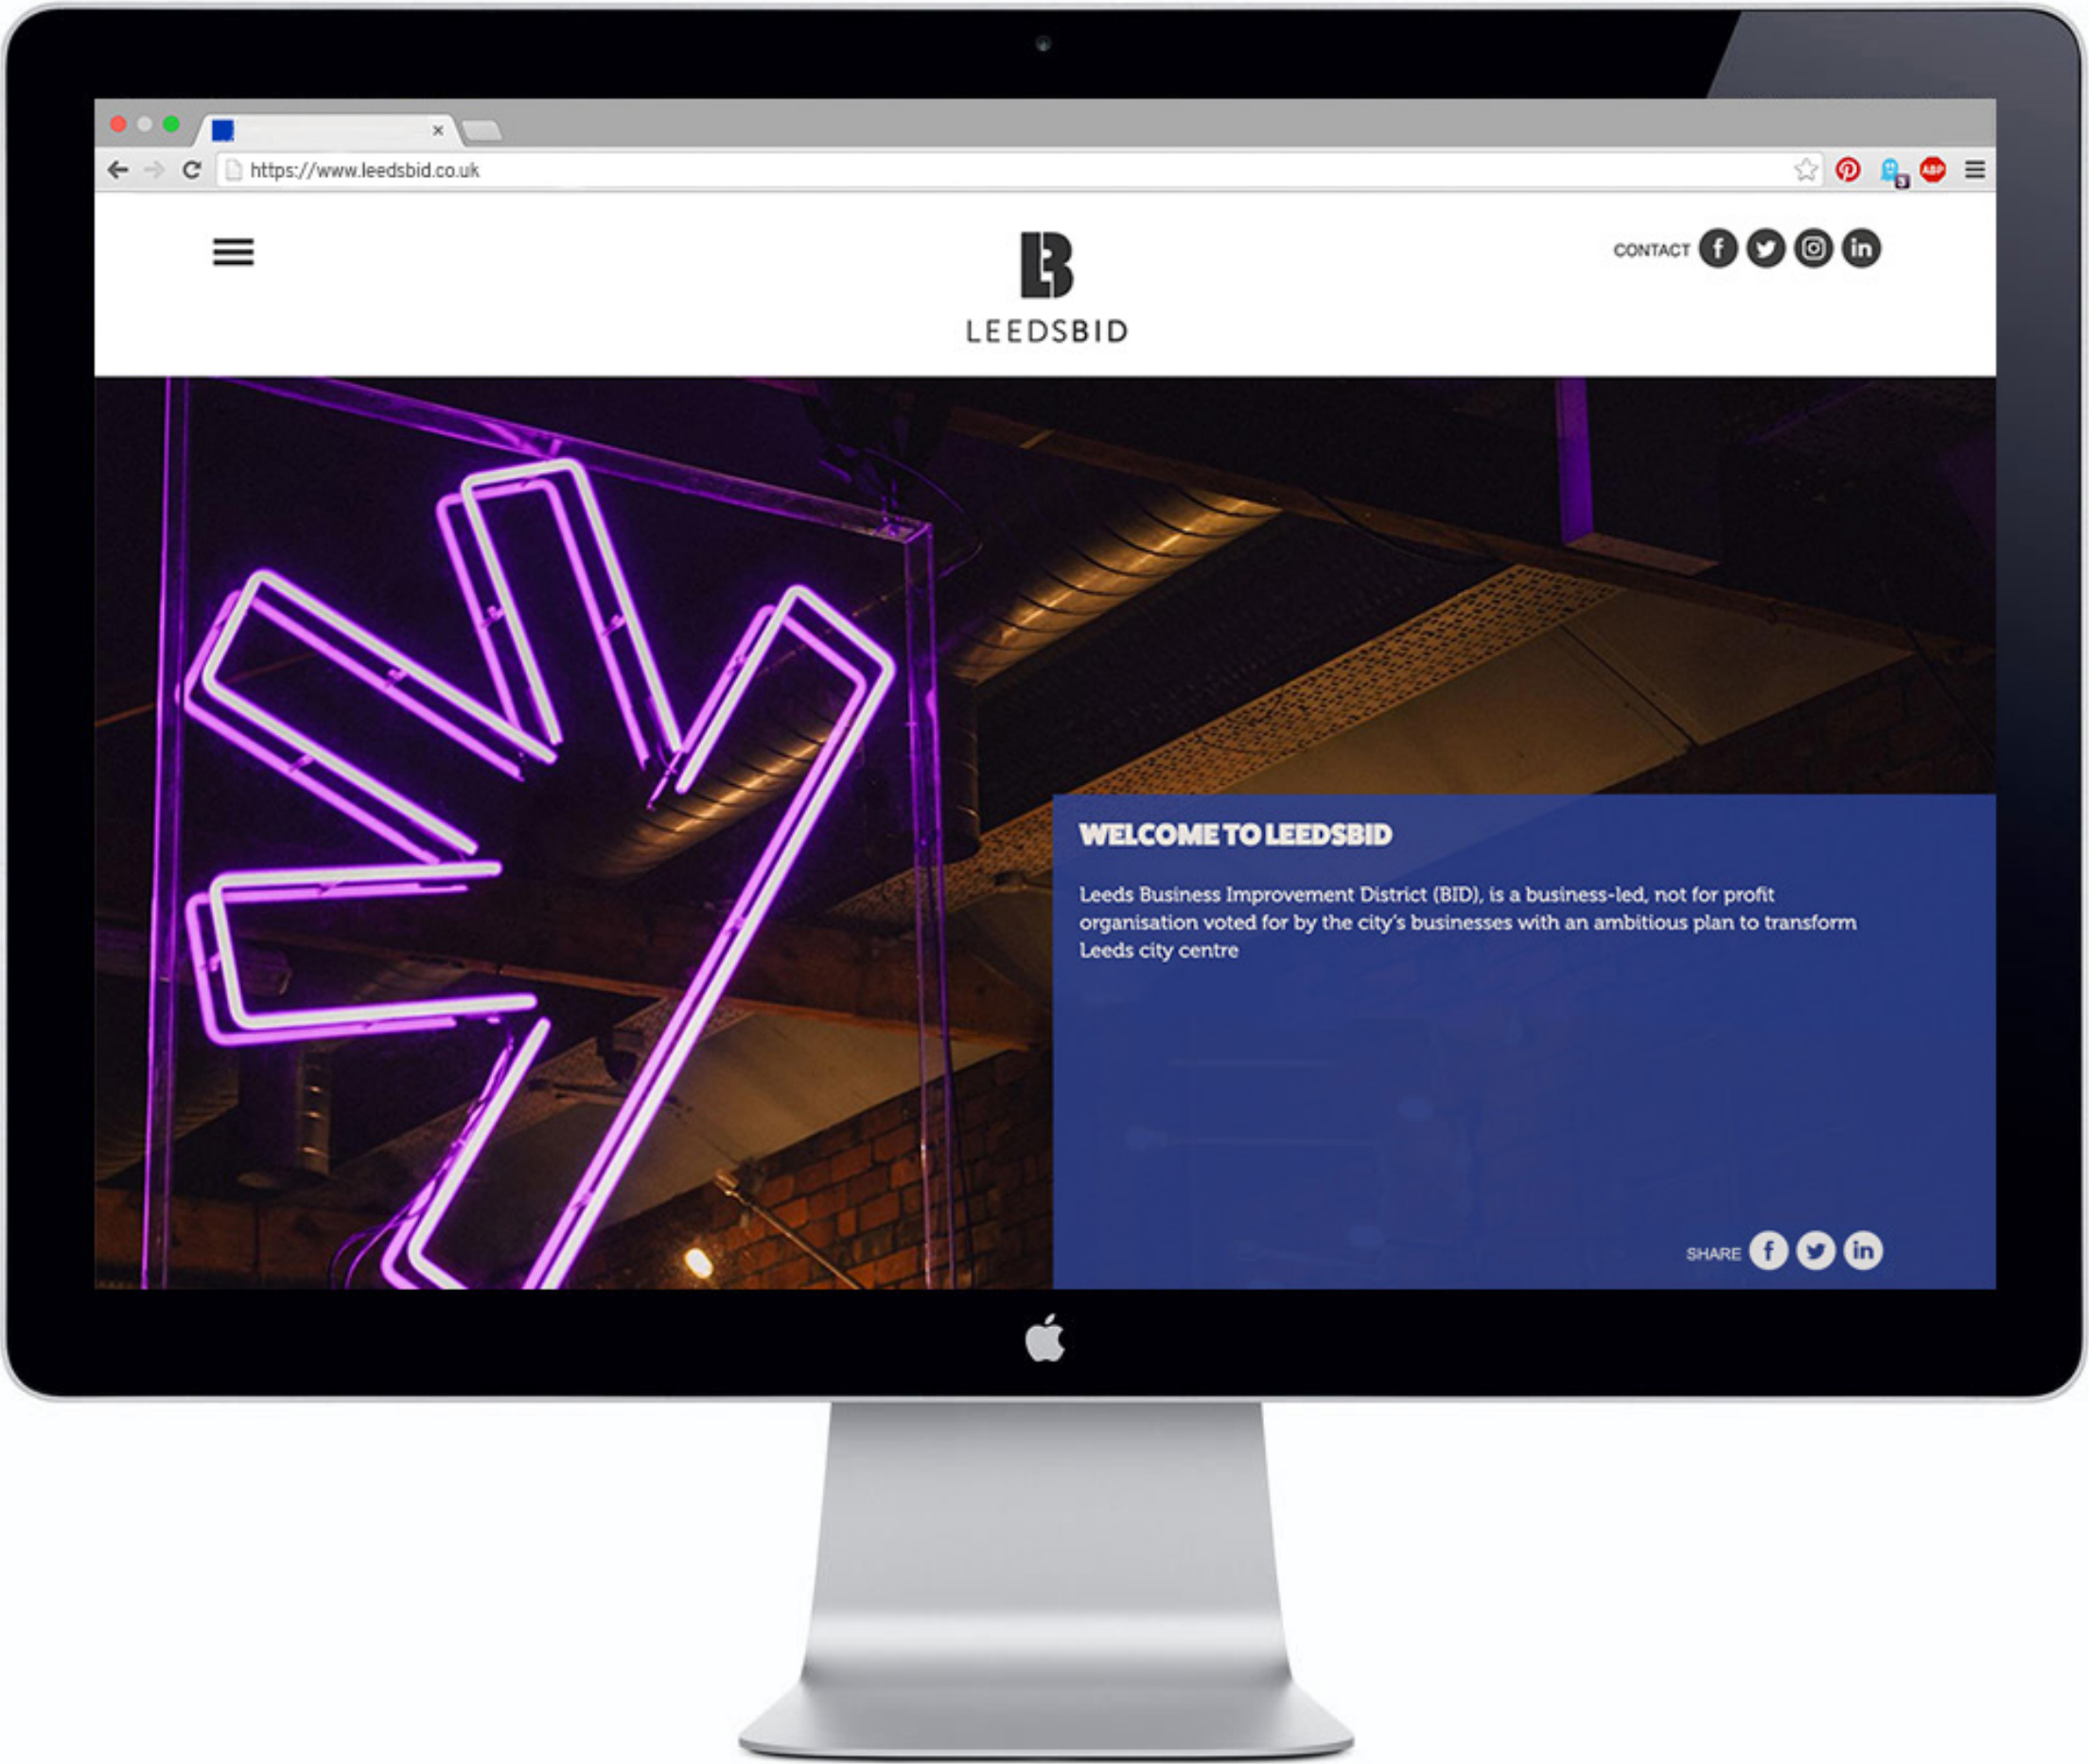 https://www.leedsbid.co.uk
CONTACT
LEEDSBID
WELCOME TO LEEDSBID
Leeds Business Improvement District (BID), is a business-led, not for profit
organisation voted for by the city's businesses with an ambitious plan to transform
Leeds city centre
SHARE